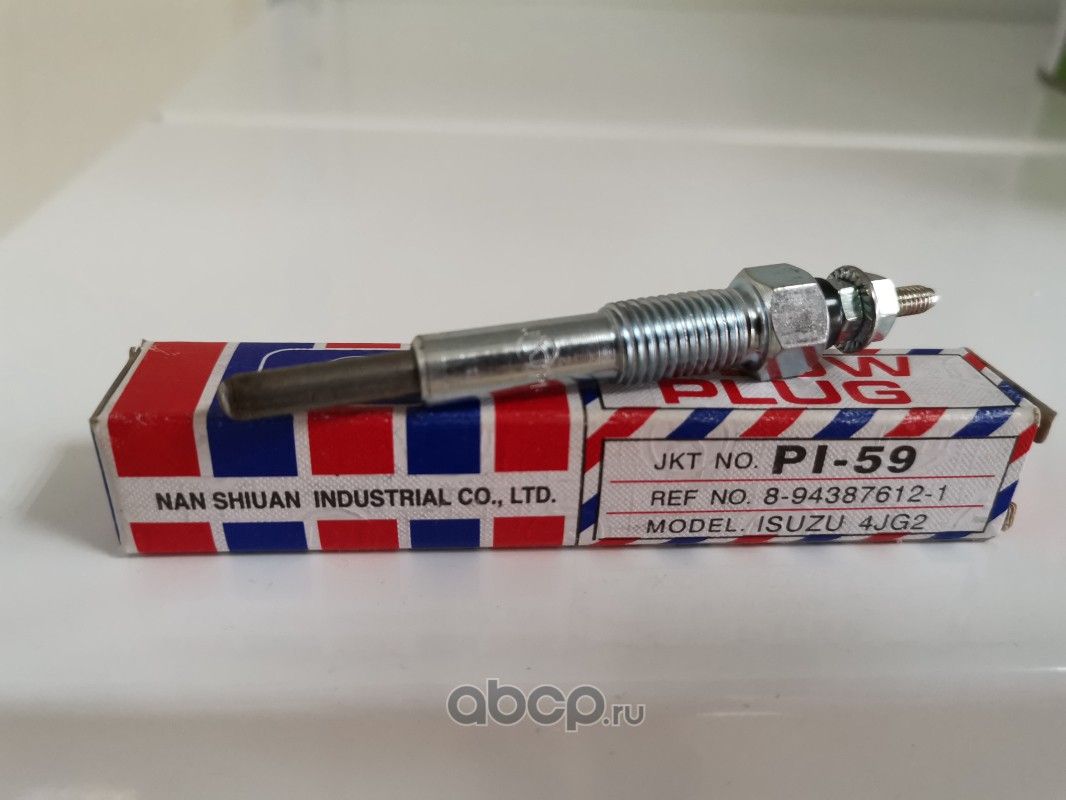 PLUG
JKT NO. PI-59
NAN SHIUAN INDUSTRIAL CO., LTD.
REF NO. 8-94387612-1
MODEL. ISUZU 4JG2
abcp.ru